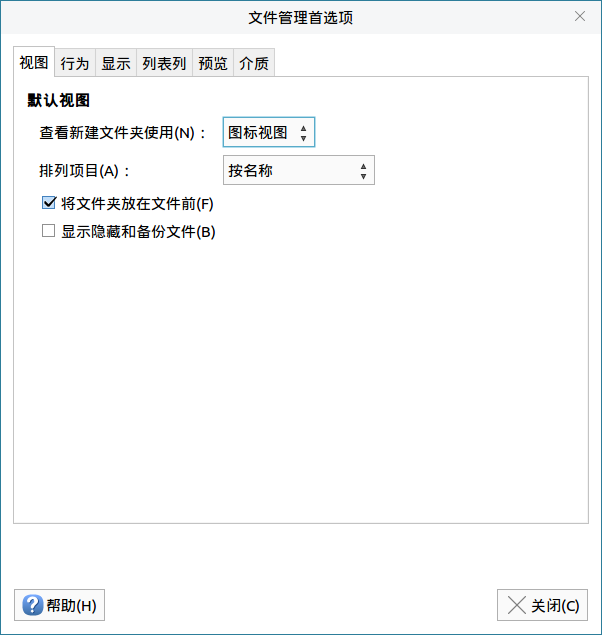 文件管理首选项
视图 行为 显示 列表列 预览 介质
默认视图
查看新建文件夹使用(N)： 图标视图
排列项目(A)： 按名称
将文件夹放在文件前(F)
显示隐藏和备份文件(B)
帮助(H) 关闭(C)